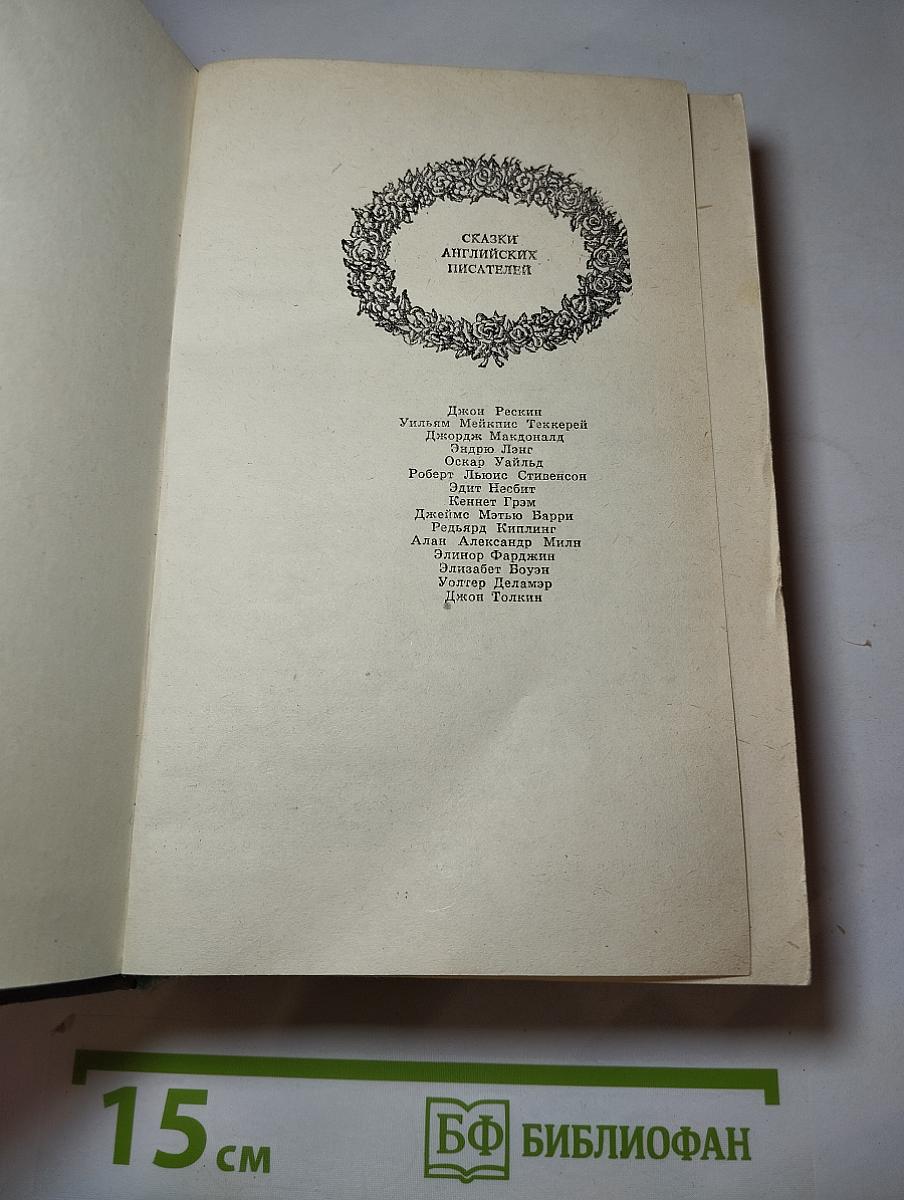 СКАЗКИ
АНГЛИЙСКИХ
ПИСАТЕЛЕЙ
Джон Рескин
Уильям Мейкпис Теккерей
Джордж Макдоналд
Эндрю Лэнг
Оскар Уайльд
Роберт Льюис Стивенсон
Эдит Несбит
Кеннет Грэм
Джеймс Мэтью Барри
Редьярд Киплинг
Алан Александр Милн
Элинор Фарджин
Элизабет Боуэн
Уолтер Деламэр
Джон Толкин
15 см
БФ БИБЛИОФАН